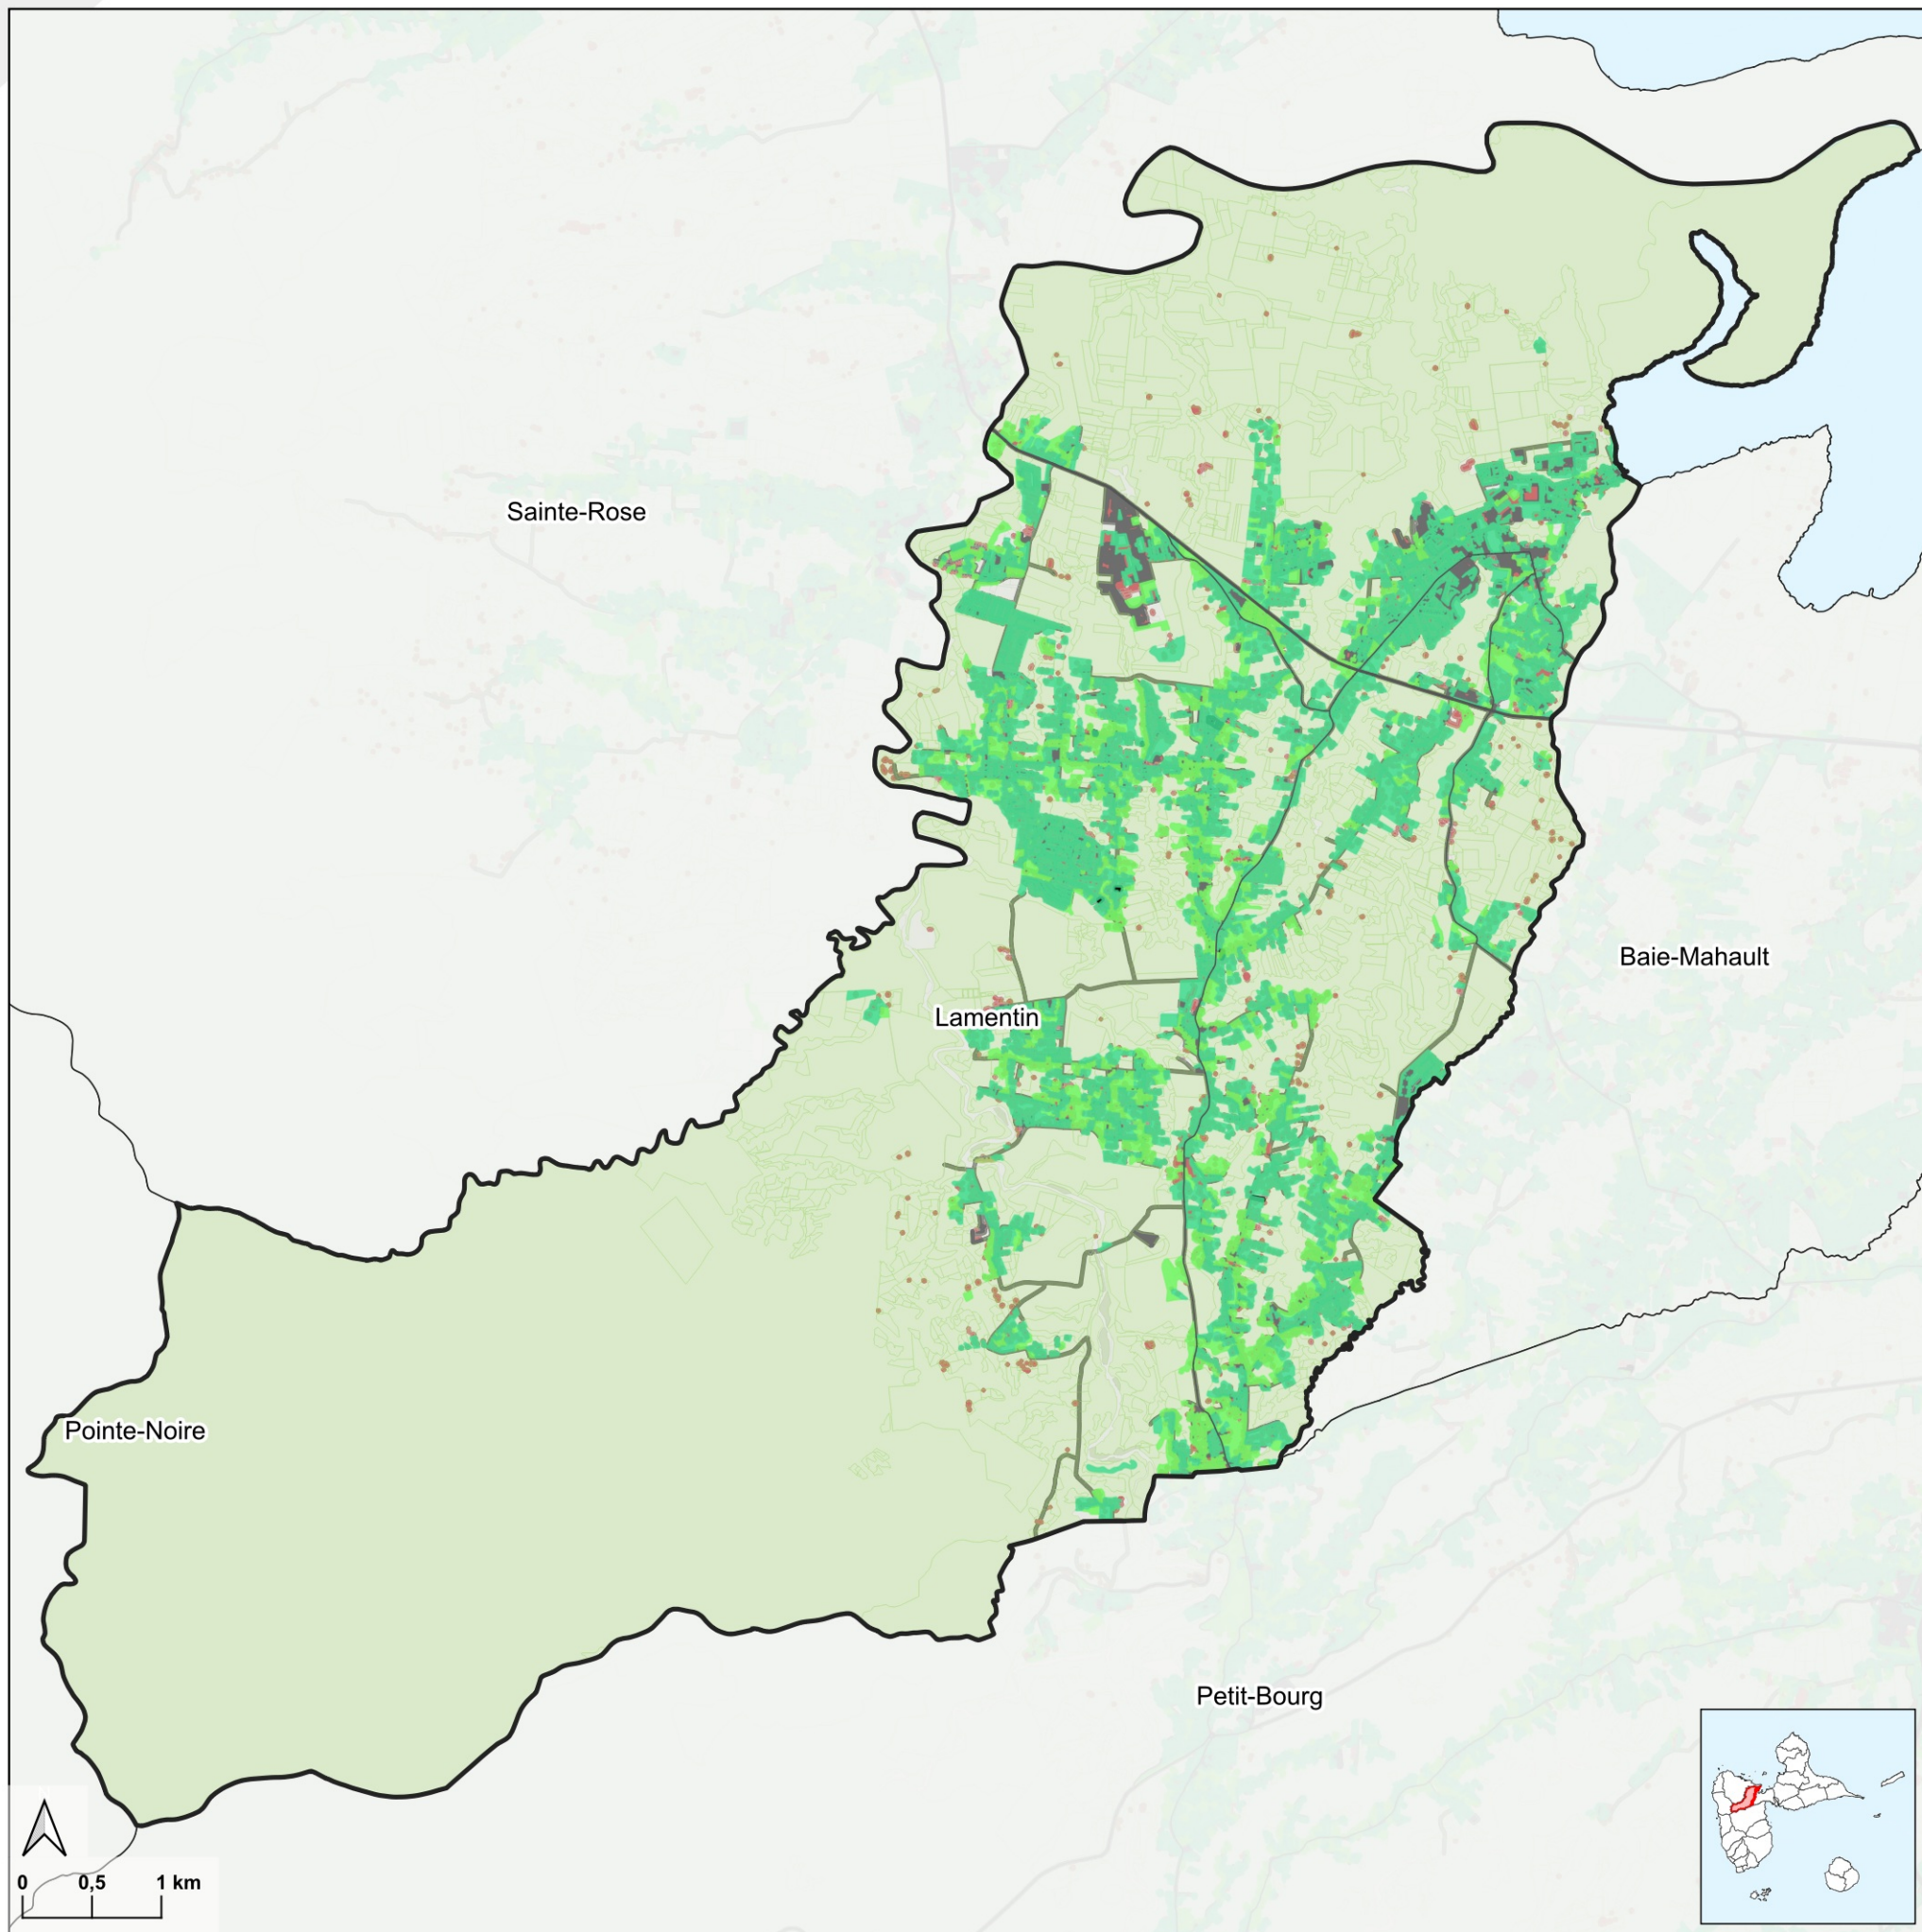 Sainte-Rose
Baie-Mahault
Lamentin
Pointe-Noire
Petit-Bourg
0 0,5 1 km